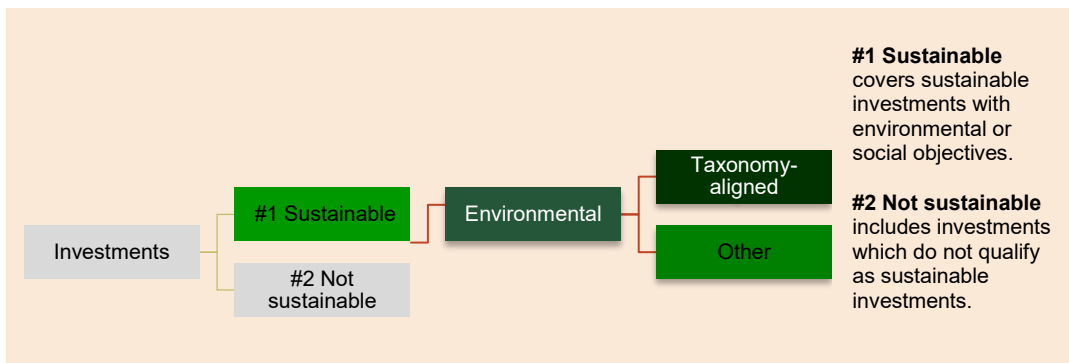 Investments
#1 Sustainable
#2 Not
sustainable
Environmental
Taxonomy-
aligned
Other
#1 Sustainable
covers sustainable
investments with
environmental or
social objectives.
#2 Not sustainable
includes investments
which do not qualify
as sustainable
investments.